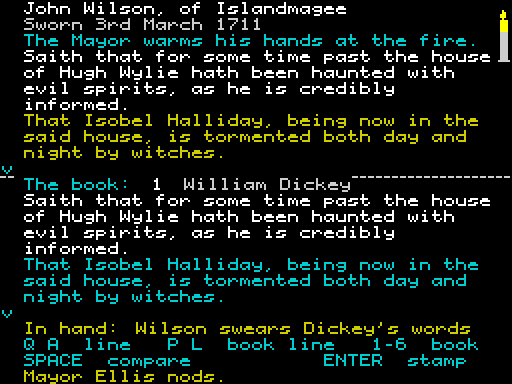 John Wilson, of Islandmagee
Sworn 3rd March 1711
The Mayor warms his hands at the fire.
Saith that for some time past the house
of Hugh Wylie hath been haunted with
evil spirits, as he is credibly
informed.
That Isobel Halliday, being now in the
said house, is tormented both day and
night by witches.
v
The book: 1 William Dickey
Saith that for some time past the house
of Hugh Wylie hath been haunted with
evil spirits, as he is credibly
informed.
That Isobel Halliday, being now in the
said house, is tormented both day and
night by witches.
v
In hand: Wilson swears Dickey's words
Q A line P L book line 1-6 book
SPACE compare ENTER stamp
Mayor Ellis nods.